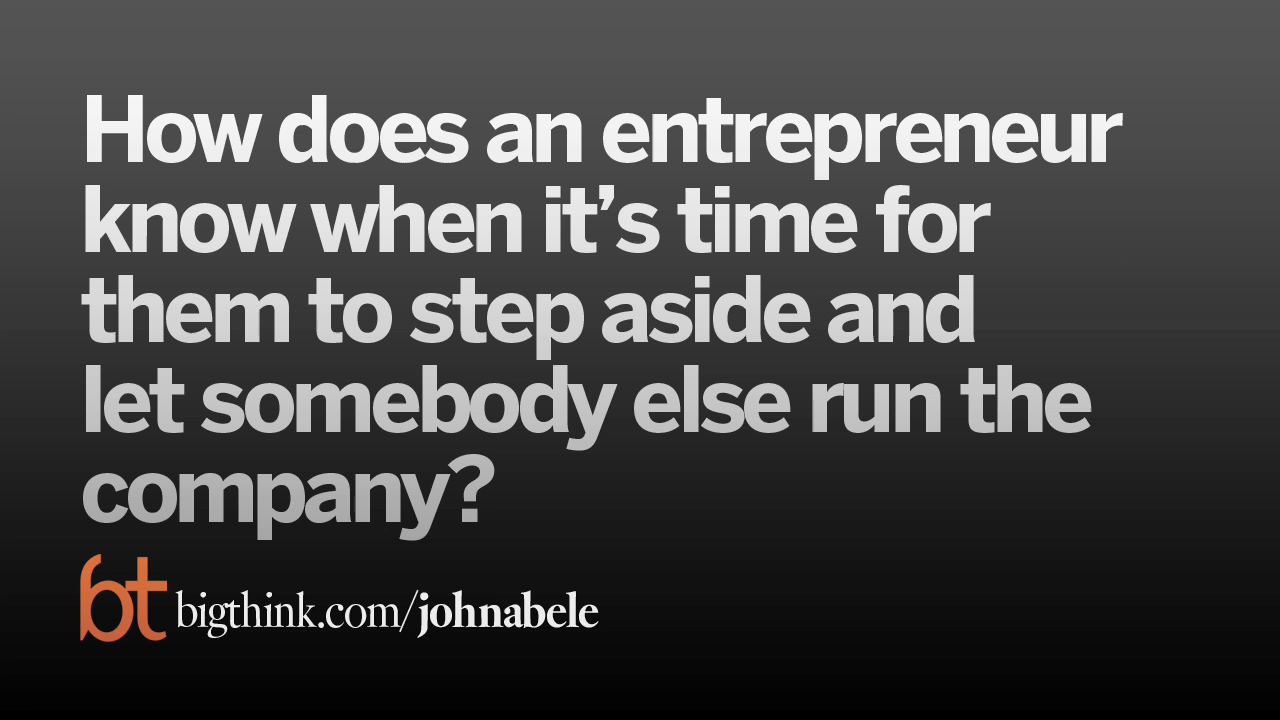 How does an entrepreneur
know when it’s time for
them to step aside and
let somebody else run the
company?
bt bigthink.com/johnabele